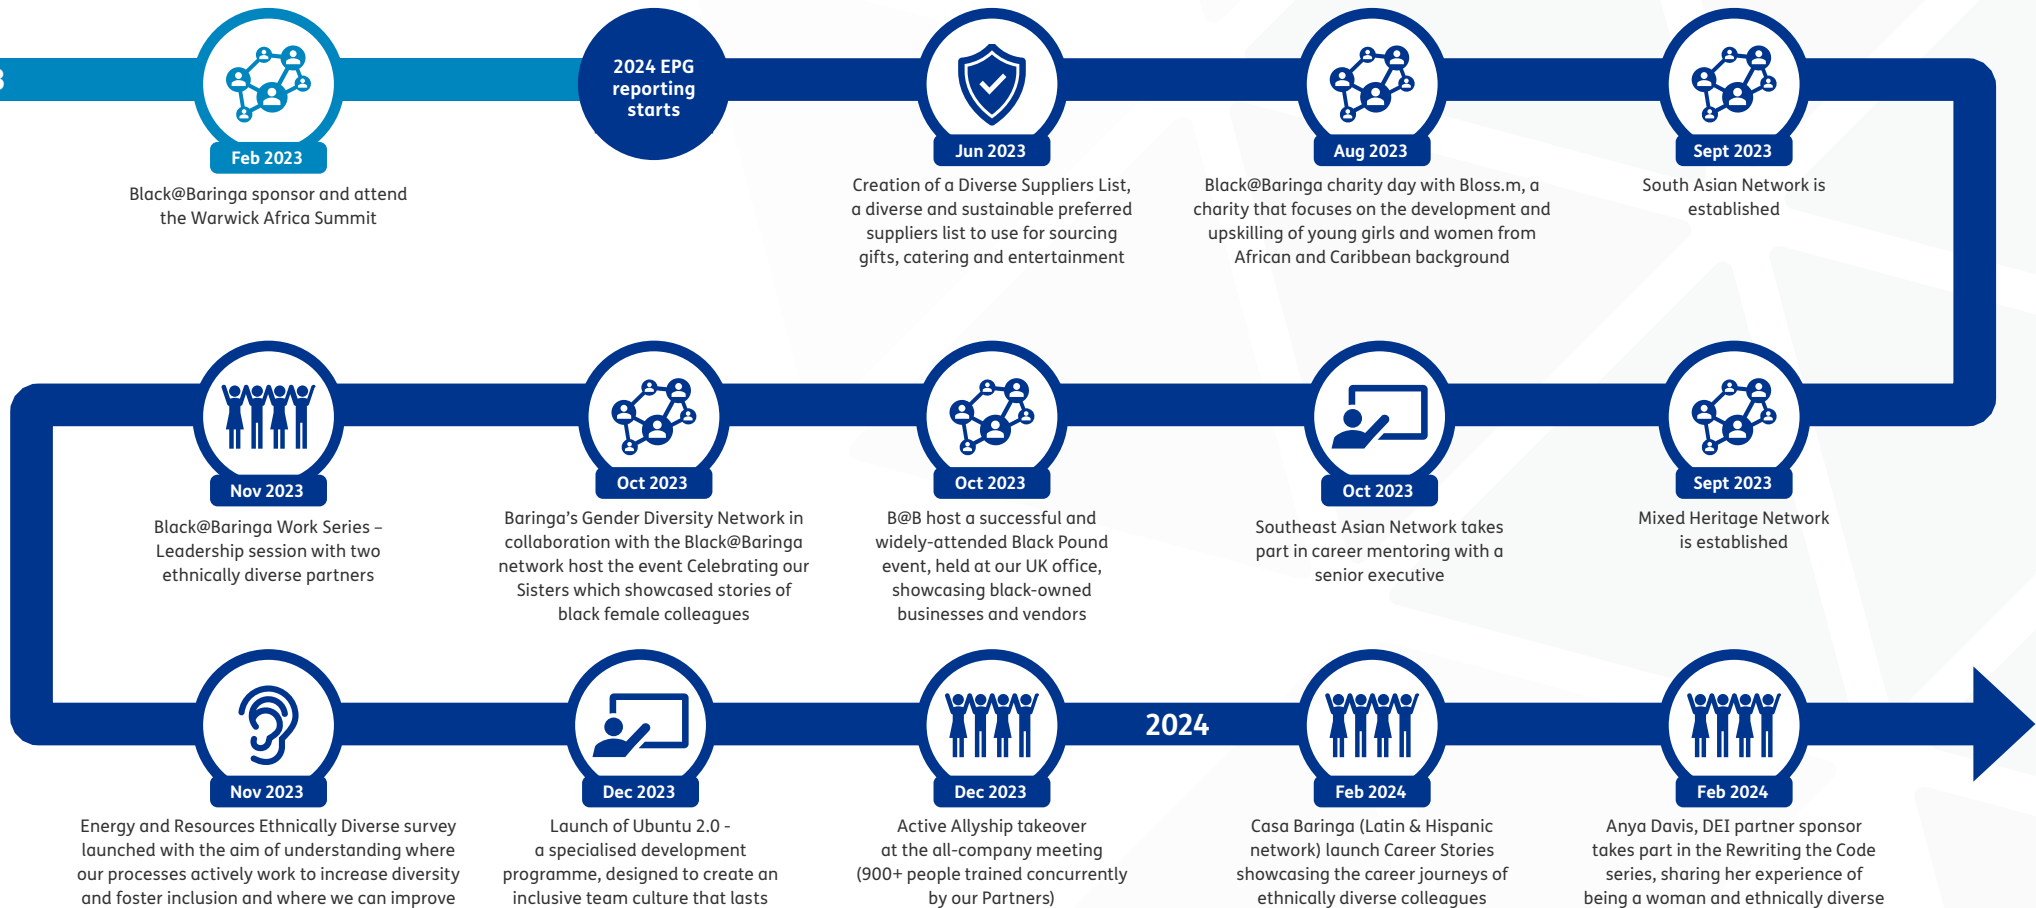 3
Feb 2023
Black@Baringa sponsor and attend
the Warwick Africa Summit
2024 EPG
reporting
starts
Jun 2023
Creation of a Diverse Suppliers List,
a diverse and sustainable preferred
suppliers list to use for sourcing
gifts, catering and entertainment
Aug 2023
Black@Baringa charity day with Bloss.m, a
charity that focuses on the development and
upskilling of young girls and women from
African and Caribbean background
Sept 2023
South Asian Network is
established
Sept 2023
Mixed Heritage Network
is established
Oct 2023
Southeast Asian Network takes
part in career mentoring with a
senior executive
Oct 2023
B@B host a successful and
widely-attended Black Pound
event, held at our UK office,
showcasing black-owned
businesses and vendors
Oct 2023
Baringa’s Gender Diversity Network in
collaboration with the Black@Baringa
network host the event Celebrating our
Sisters which showcased stories of
black female colleagues
Nov 2023
Black@Baringa Work Series –
Leadership session with two
ethnically diverse partners
Nov 2023
Energy and Resources Ethnically Diverse survey
launched with the aim of understanding where
our processes actively work to increase diversity
and foster inclusion and where we can improve
Dec 2023
Launch of Ubuntu 2.0 -
a specialised development
programme, designed to create an
inclusive team culture that lasts
Dec 2023
Active Allyship takeover
at the all-company meeting
(900+ people trained concurrently
by our Partners)
2024
Feb 2024
Casa Baringa (Latin & Hispanic
network) launch Career Stories
showcasing the career journeys of
ethnically diverse colleagues
Feb 2024
Anya Davis, DEI partner sponsor
takes part in the Rewriting the Code
series, sharing her experience of
being a woman and ethnically diverse